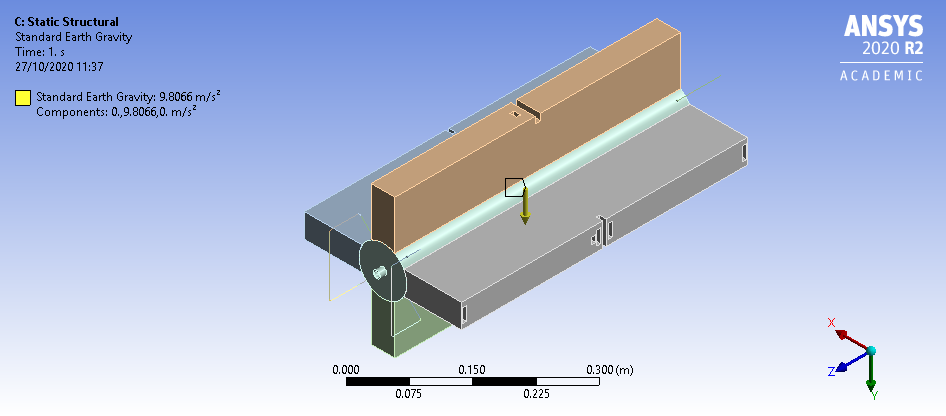 C: Static Structural
Standard Earth Gravity
Time: 1. s
27/10/2020 11:37
Standard Earth Gravity: 9.8066 m/s²
Components: 0.,9.8066,0. m/s²
ANSYS
2020 R2
ACADEMIC
0.000
0.150
0.300 (m)
0.075
0.225
X
Z
Y